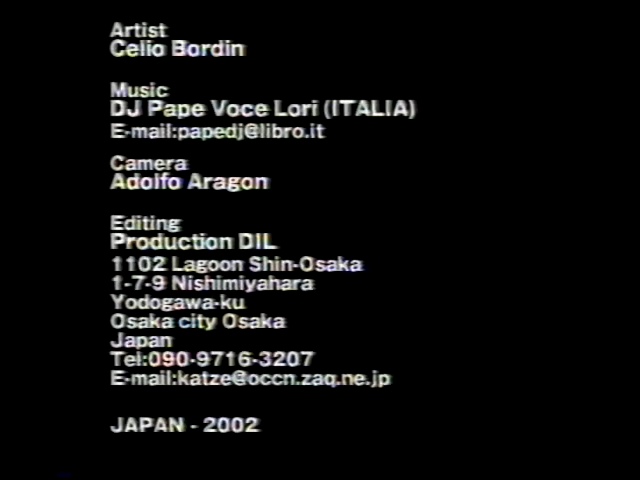 Artist
Celio Bordin
Music
DJ Pape Voce Lori (ITALIA)
E-mail:papedj@libro.it
Camera
Adolfo Aragon
Editing
Production DIL
1102 Lagoon Shin-Osaka
1-7-9 Nishimiyahara
Yodogawa-ku
Osaka city Osaka
Japan
Tel:090-9716-3207
E-mail:katze@occn.zaq.ne.jp
JAPAN - 2002